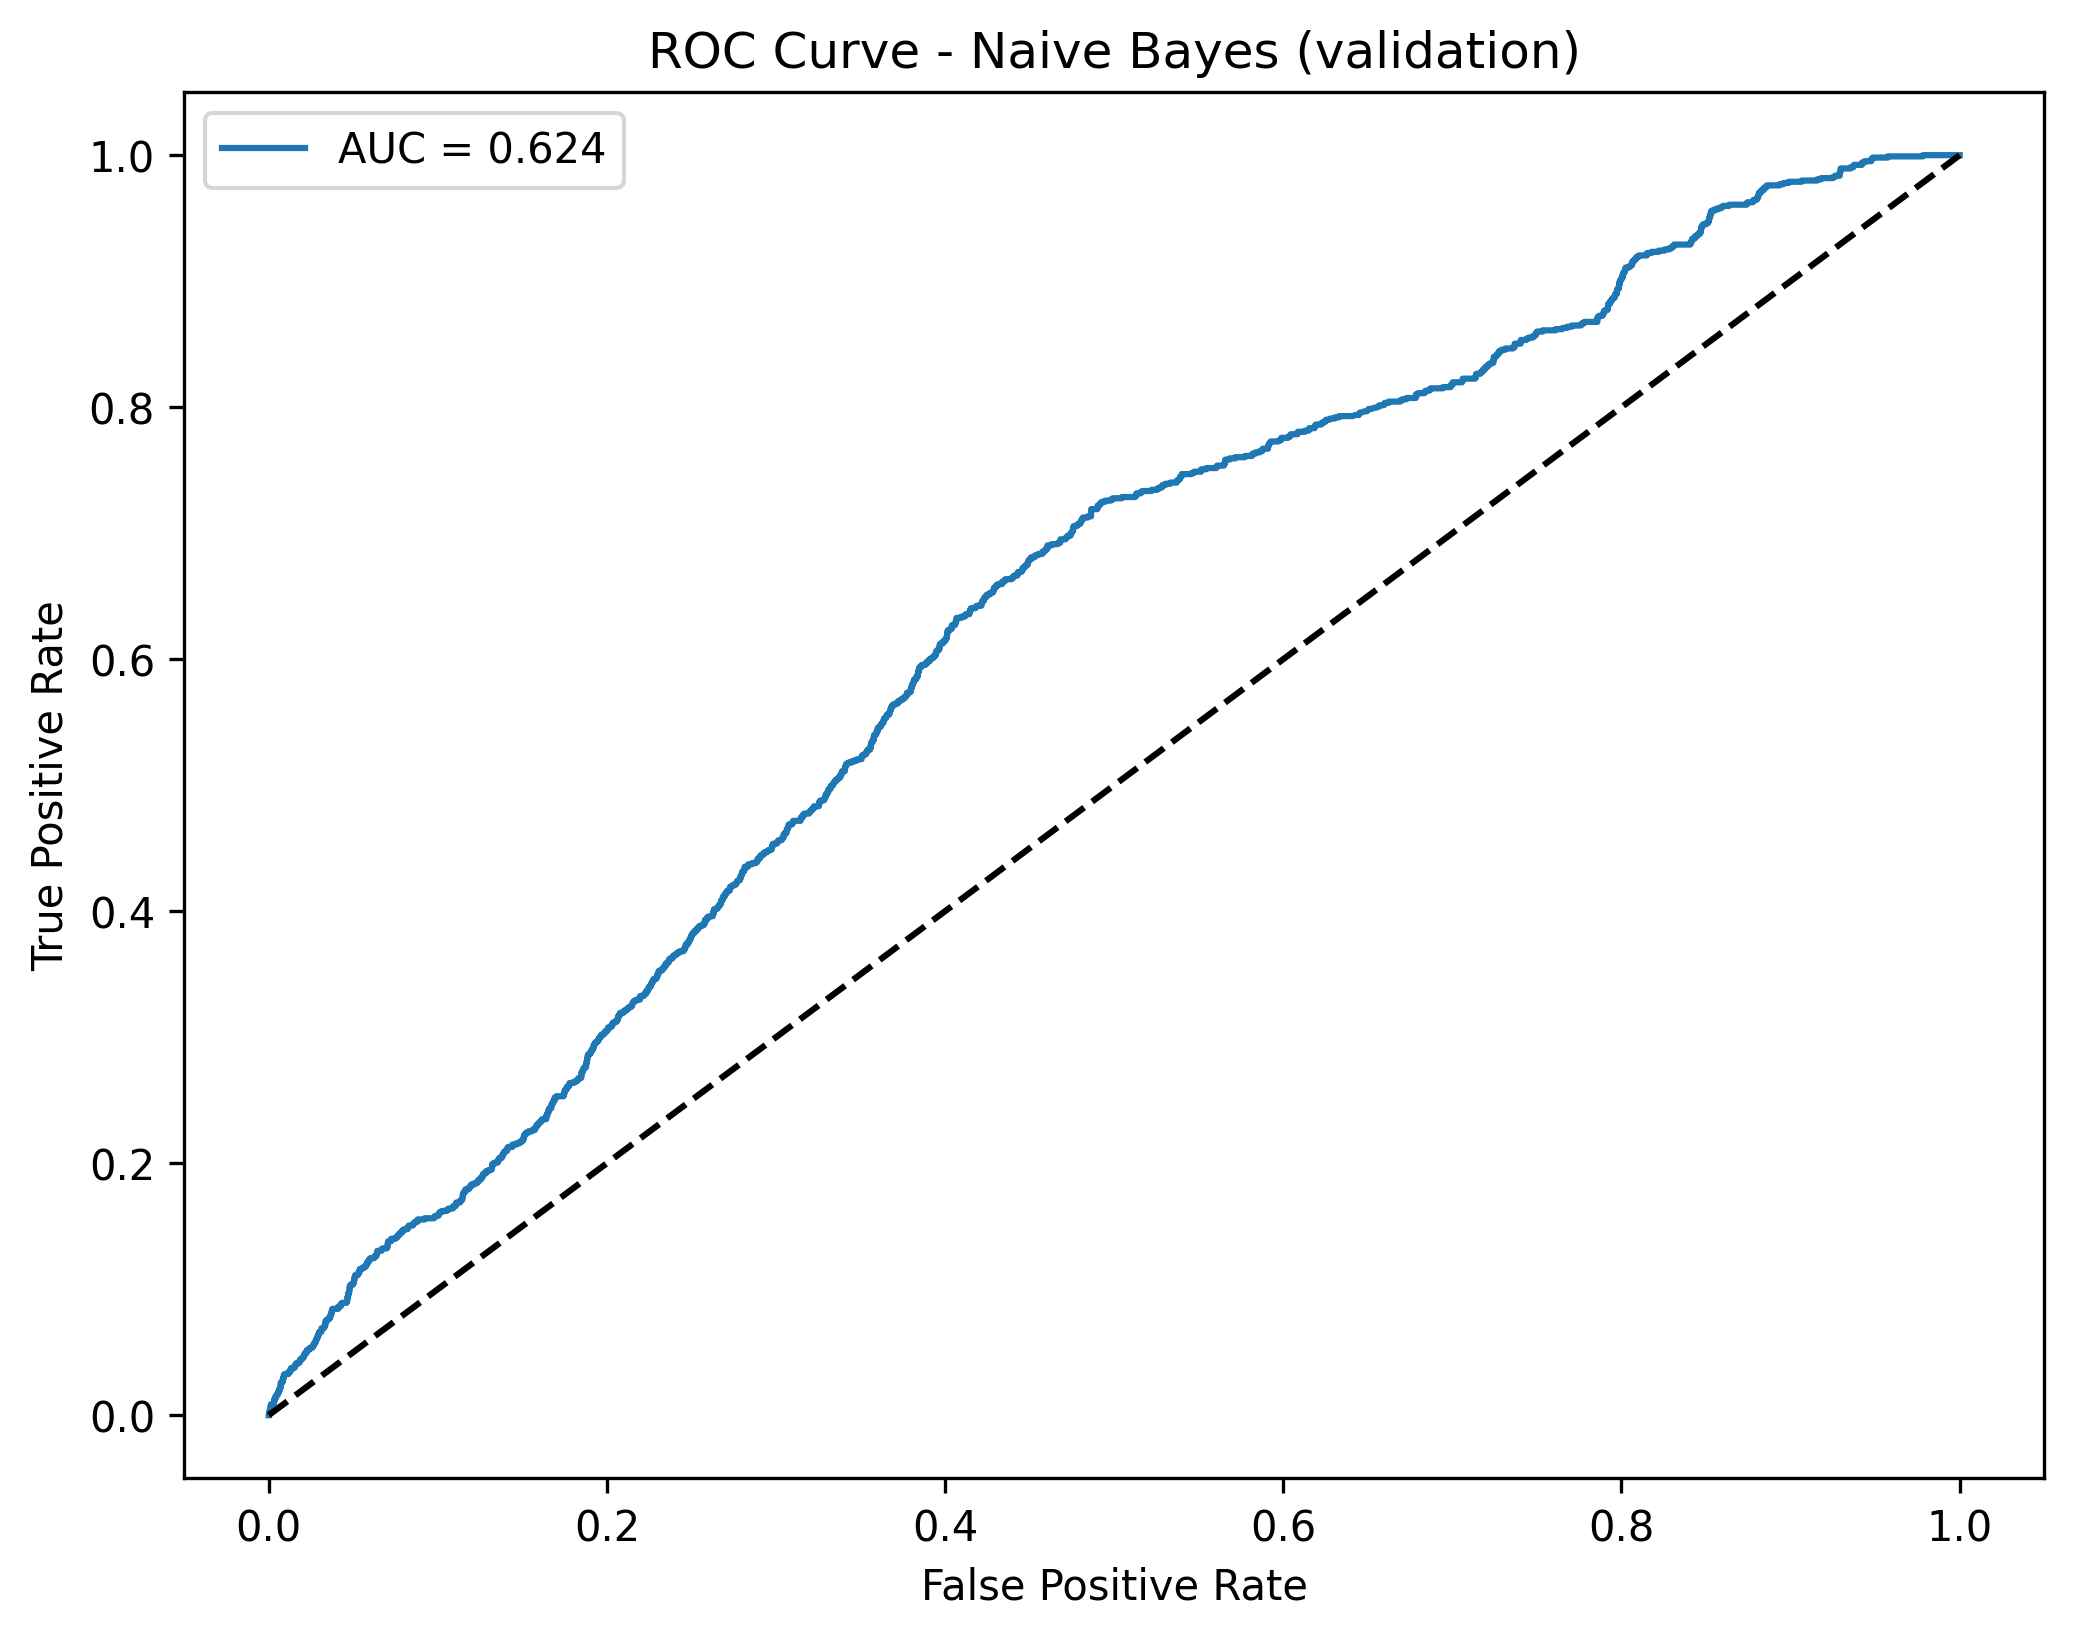 ROC Curve - Naive Bayes (validation)
AUC = 0.624
1.0
0.8
0.6
0.4
0.2
0.0
True Positive Rate
0.0 0.2 0.4 0.6 0.8 1.0
False Positive Rate